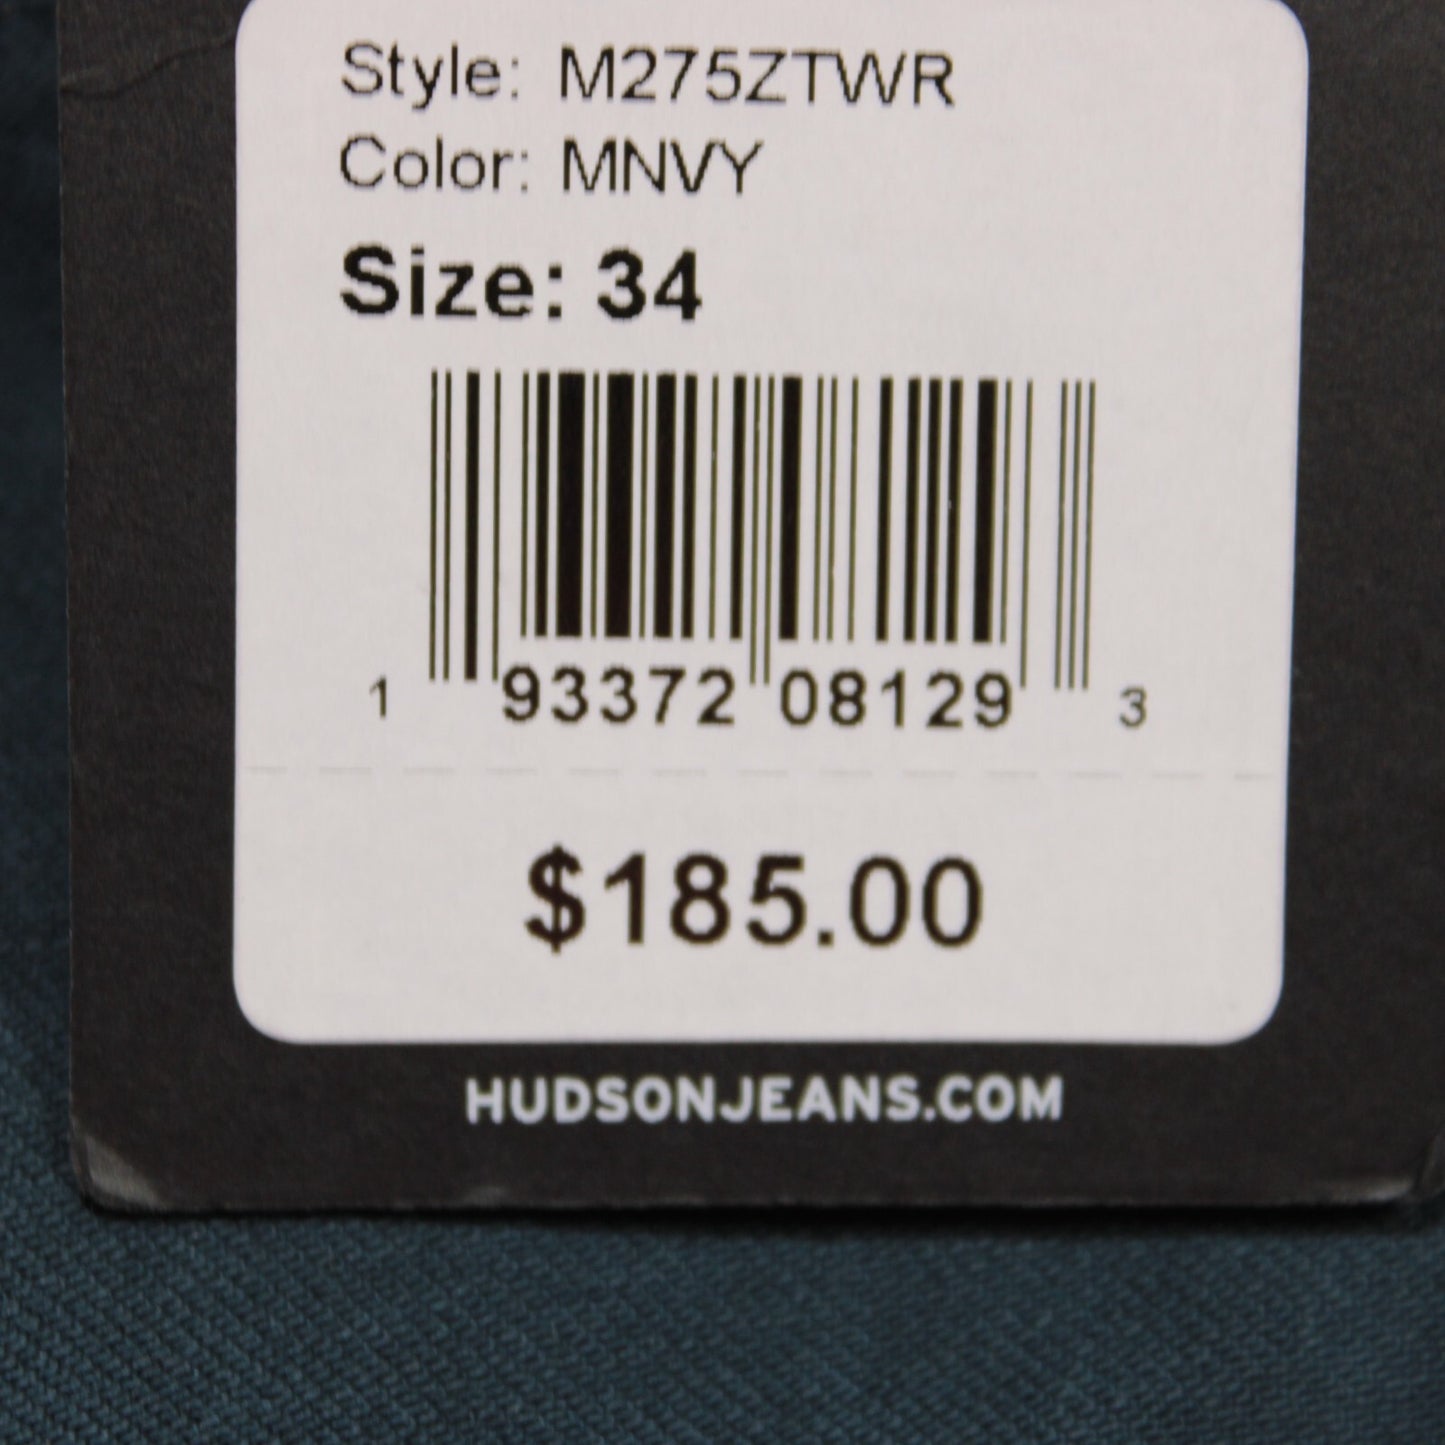 Style: M275ZTWR
Color: MNVY
Size: 34
1 93372 08129 3
$185.00
HUDSONJEANS.COM